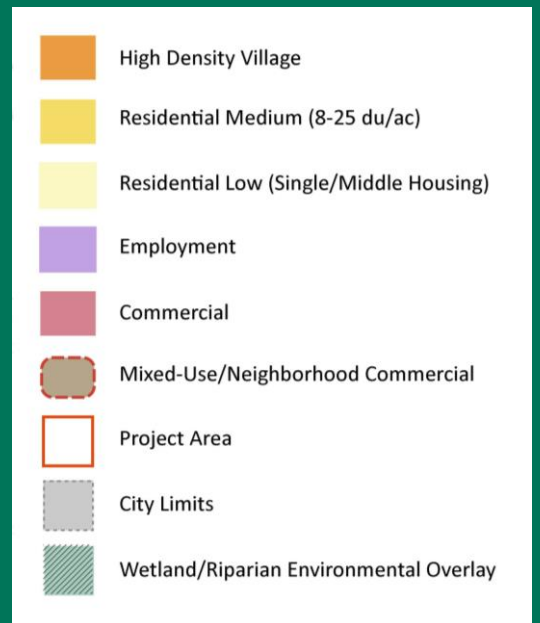 High Density Village
Residential Medium (8-25 du/ac)
Residential Low (Single/Middle Housing)
Employment
Commercial
Mixed-Use/Neighborhood Commercial
Project Area
City Limits
Wetland/Riparian Environmental Overlay